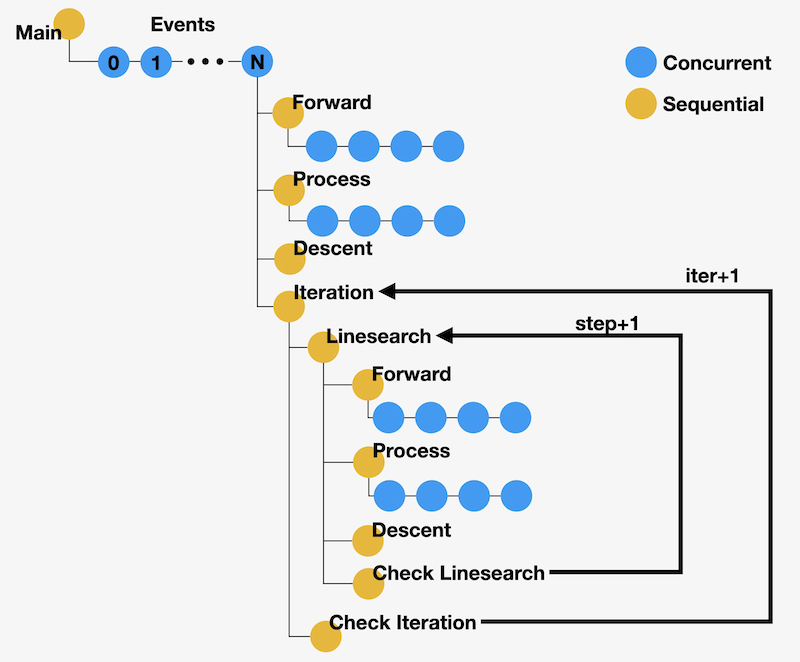 Main
Events
0 1 N
Concurrent
Sequential
Forward
Process
Descent
Iteration
iter+1
Linesearch
step+1
Forward
Process
Descent
Check Linesearch
Check Iteration